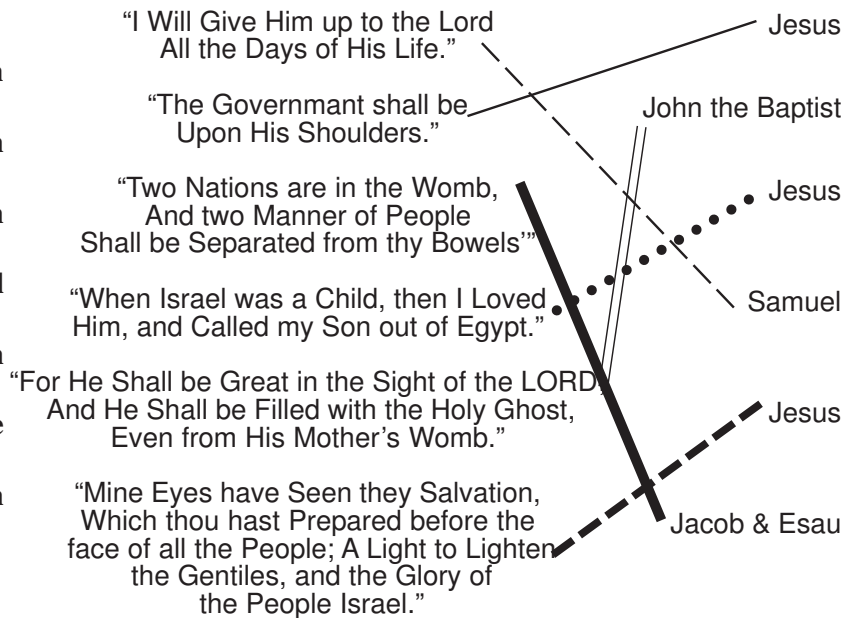 “I Will Give Him up to the Lord
All the Days of His Life.”
Jesus
“The Governmant shall be
Upon His Shoulders.”
John the Baptist
“Two Nations are in the Womb,
And two Manner of People
Shall be Separated from thy Bowels’”
Jesus
“When Israel was a Child, then I Loved
Him, and Called my Son out of Egypt.”
Samuel
“For He Shall be Great in the Sight of the LORD,
And He Shall be Filled with the Holy Ghost,
Even from His Mother’s Womb.”
Jesus
“Mine Eyes have Seen they Salvation,
Which thou hast Prepared before the
face of all the People; A Light to Lighten
the Gentiles, and the Glory of
the People Israel.”
Jacob & Esau